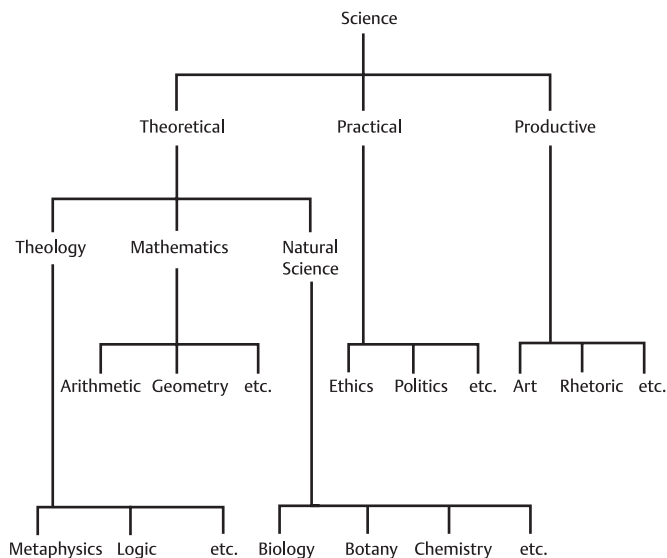 Science
Theoretical Practical Productive
Theology Mathematics Natural
Science
Arithmetic Geometry etc. Ethics Politics etc. Art Rhetoric etc.
Metaphysics Logic etc. Biology Botany Chemistry etc.